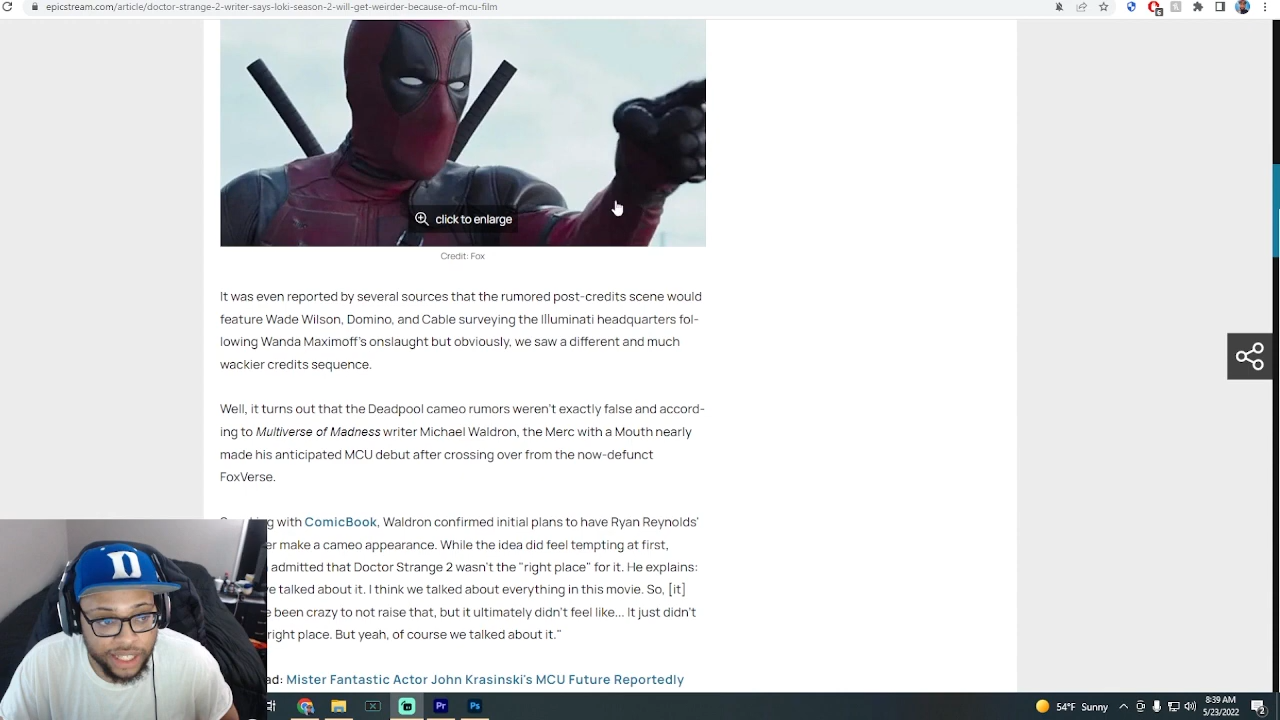 epicstream.com/article/doctor-strange-2-writer-says-loki-season-2-will-get-weirder-because-of-mcu-film
click to enlarge
Credit: Fox
It was even reported by several sources that the rumored post-credits scene would
feature Wade Wilson, Domino, and Cable surveying the Illuminati headquarters fol-
lowing Wanda Maximoff's onslaught but obviously, we saw a different and much
wackier credits sequence.
Well, it turns out that the Deadpool cameo rumors weren't exactly false and accord-
ing to Multiverse of Madness writer Michael Waldron, the Merc with a Mouth nearly
made his anticipated MCU debut after crossing over from the now-defunct
FoxVerse.
with ComicBook, Waldron confirmed initial plans to have Ryan Reynolds'
er make a cameo appearance. While the idea did feel tempting at first,
admitted that Doctor Strange 2 wasn't the "right place" for it. He explains:
e talked about it. I think we talked about everything in this movie. So, [it]
e been crazy to not raise that, but it ultimately didn't feel like... It just didn't
right place. But yeah, of course we talked about it."
ad: Mister Fantastic Actor John Krasinski's MCU Future Reportedly
D
Pr
Ps
54°F Sunny
8:39 AM
5/23/2022
2